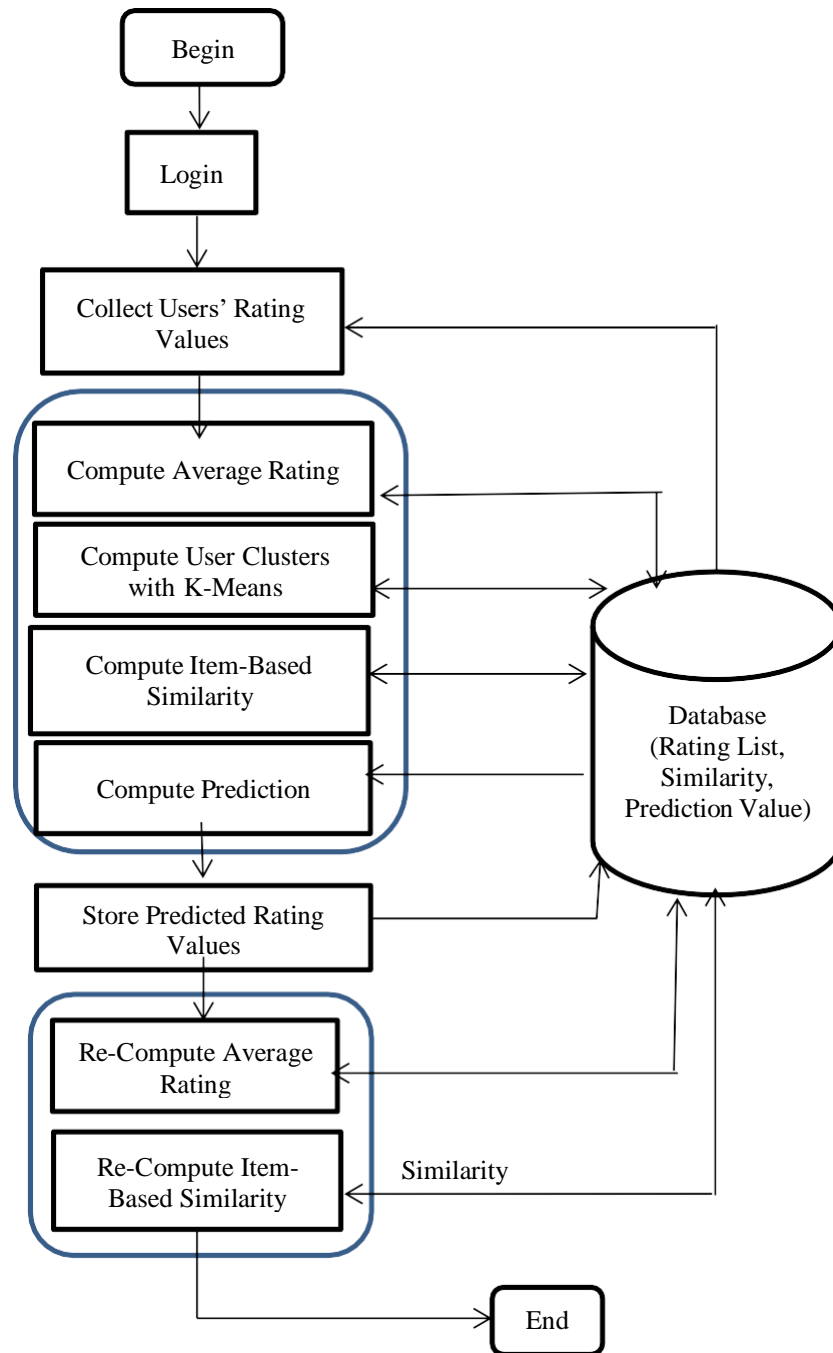 Begin
Login
Collect Users’ Rating
Values
Compute Average Rating
Compute User Clusters
with K-Means
Compute Item-Based
Similarity
Compute Prediction
Database
(Rating List,
Similarity,
Prediction Value)
Store Predicted Rating
Values
Re-Compute Average
Rating
Re-Compute Item-
Based Similarity
Similarity
End